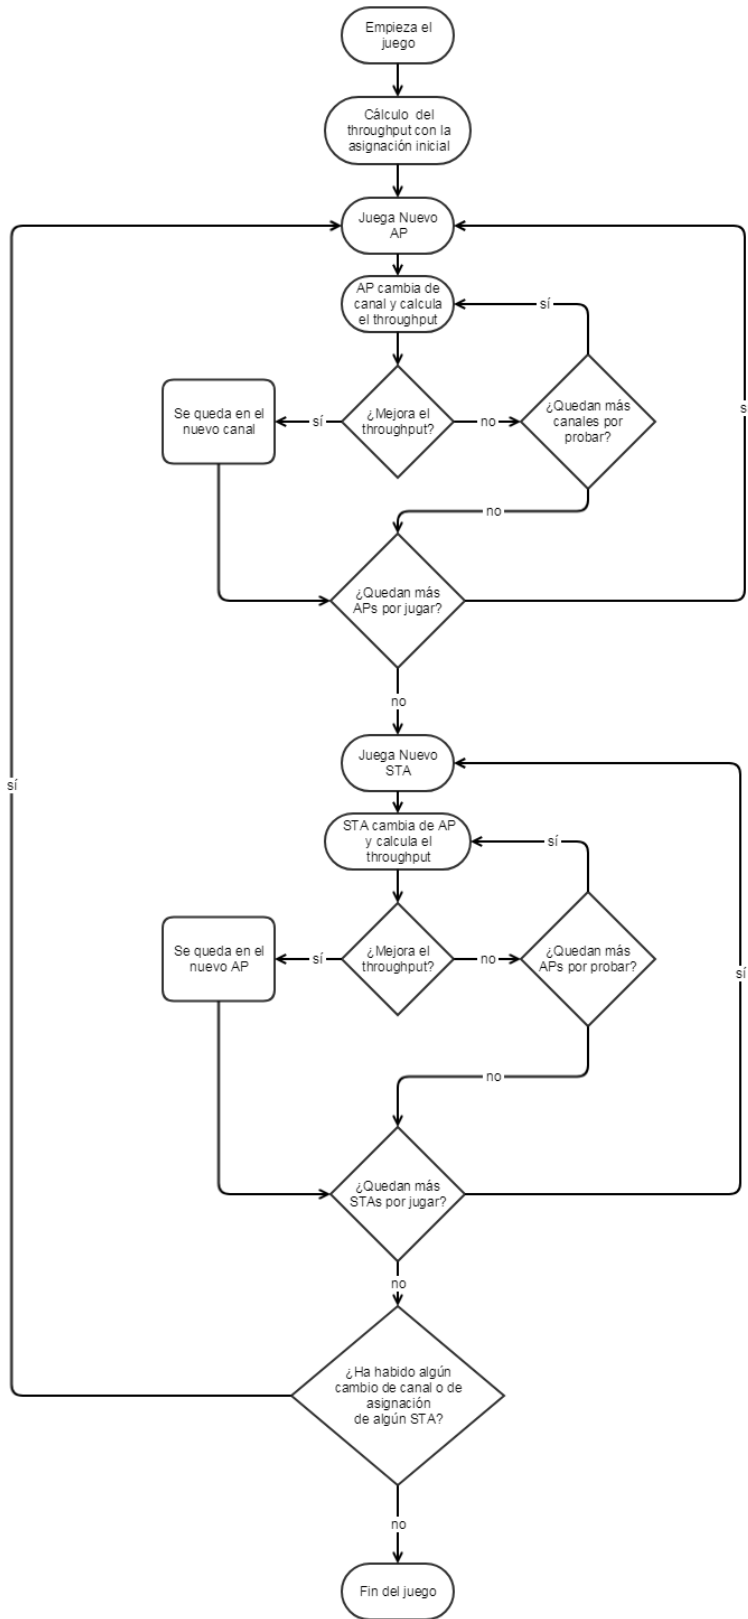 Empieza el
juego
Cálculo del
throughput con la
asignación inicial
Juega Nuevo
AP
AP cambia de
canal y calcula
el throughput
sí
Se queda en el
nuevo canal
sí
¿Mejora el
throughput?
no
¿Quedan más
canales por
probar?
s
no
¿Quedan más
APs por jugar?
no
Juega Nuevo
STA
sí
STA cambia de AP
y calcula el
throughput
sí
Se queda en el
nuevo AP
sí
¿Mejora el
throughput?
no
¿Quedan más
APs por probar?
sí
no
¿Quedan más
STAs por jugar?
no
¿Ha habido algún
cambio de canal o de
asignación
de algún STA?
no
Fin del juego